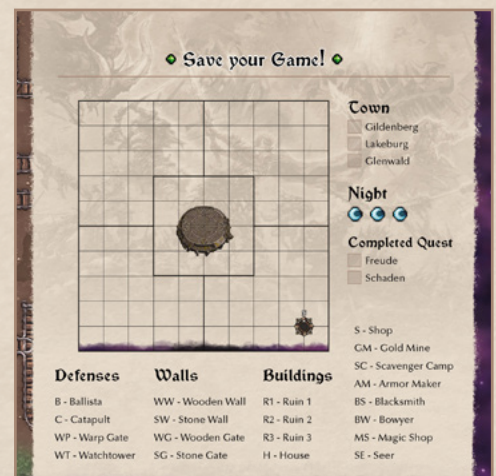 Save your Game!
Town
Gildenberg
Lakeburg
Glenwald
Night
Completed Quest
Freude
Schaden
S - Shop
GM - Gold Mine
SC - Scavenger Camp
AM - Armor Maker
BS - Blacksmith
BW - Bowyer
MS - Magic Shop
SE - Seer
Defenses
B - Ballista
C - Catapult
WP - Warp Gate
WT - Watchtower
Walls
WW - Wooden Wall
SW - Stone Wall
WG - Wooden Gate
SG - Stone Gate
Buildings
R1 - Ruin 1
R2 - Ruin 2
R3 - Ruin 3
H - House